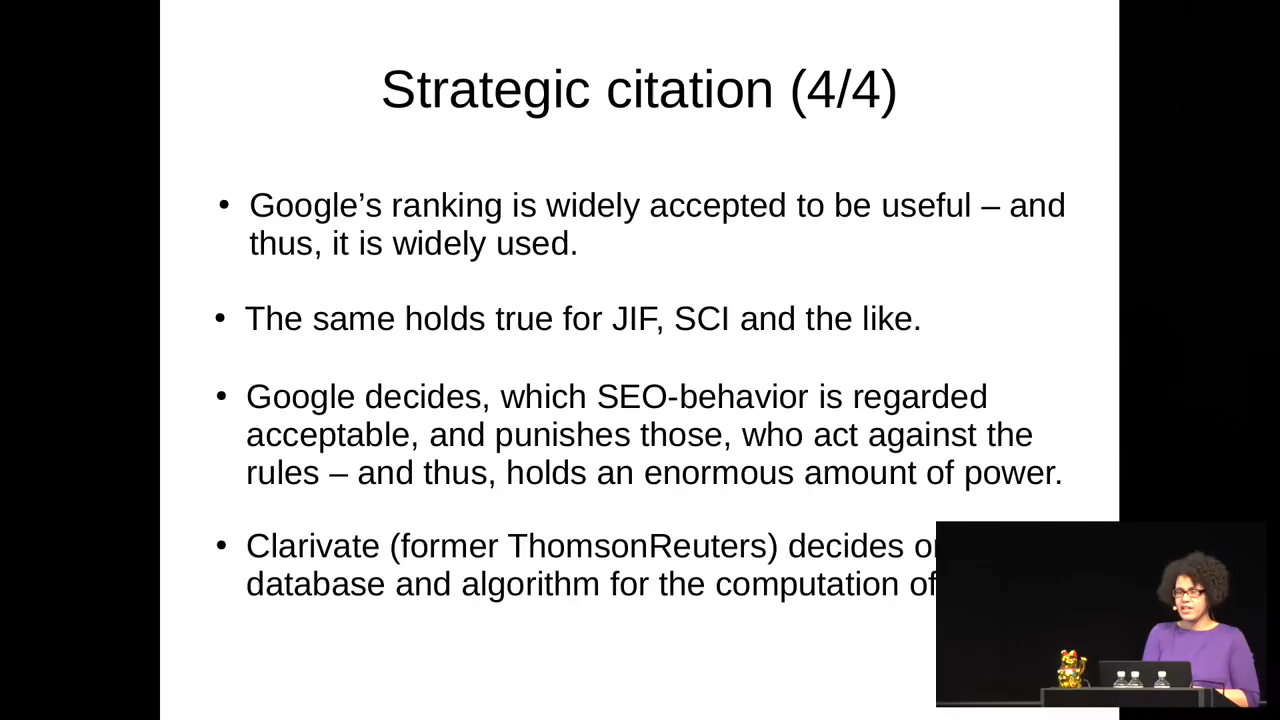 Strategic citation (4/4)
• Google’s ranking is widely accepted to be useful – and
thus, it is widely used.
• The same holds true for JIF, SCI and the like.
• Google decides, which SEO-behavior is regarded
acceptable, and punishes those, who act against the
rules – and thus, holds an enormous amount of power.
• Clarivate (former ThomsonReuters) decides
database and algorithm for the computation of